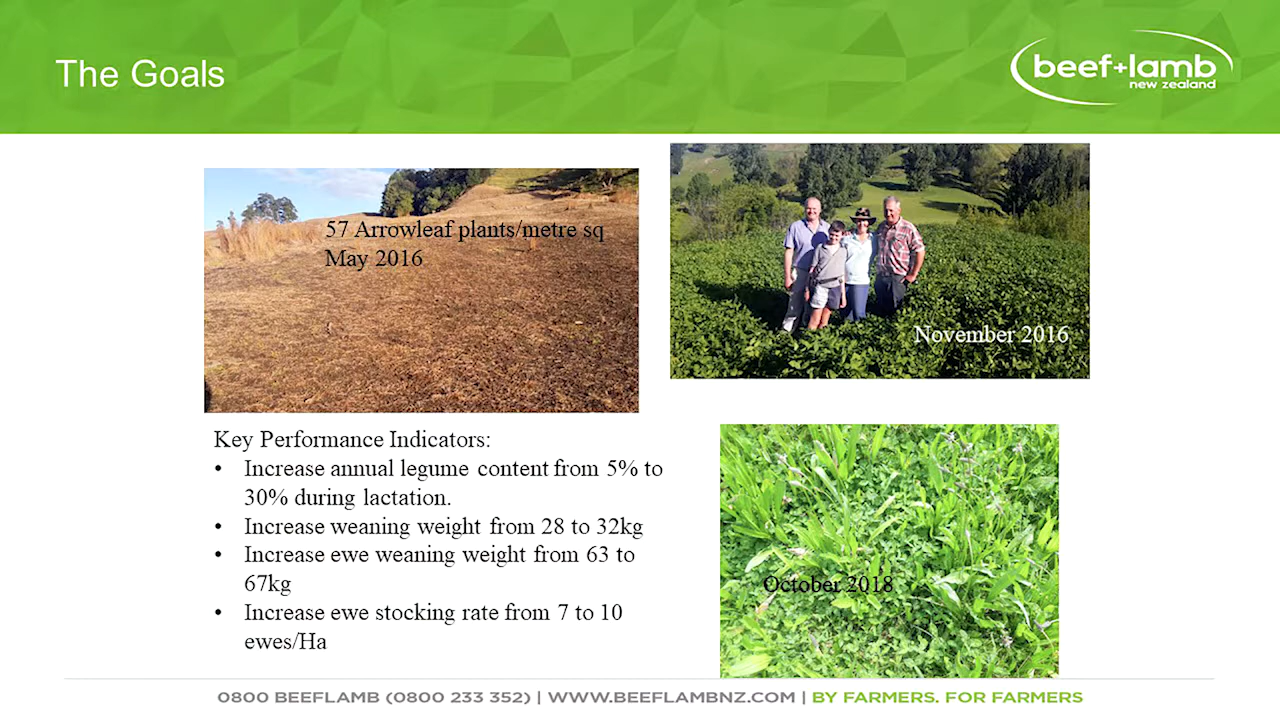 The Goals
beef+lamb
new zealand
57 Arrowleaf plants/metre sq
May 2016
November 2016
Key Performance Indicators:
• Increase annual legume content from 5% to
30% during lactation.
• Increase weaning weight from 28 to 32kg
• Increase ewe weaning weight from 63 to
67kg
• Increase ewe stocking rate from 7 to 10
ewes/Ha
October 2018
0800 BEEFLAMB (0800 233 352) | WWW.BEEFLAMBNZ.COM | BY FARMERS. FOR FARMERS